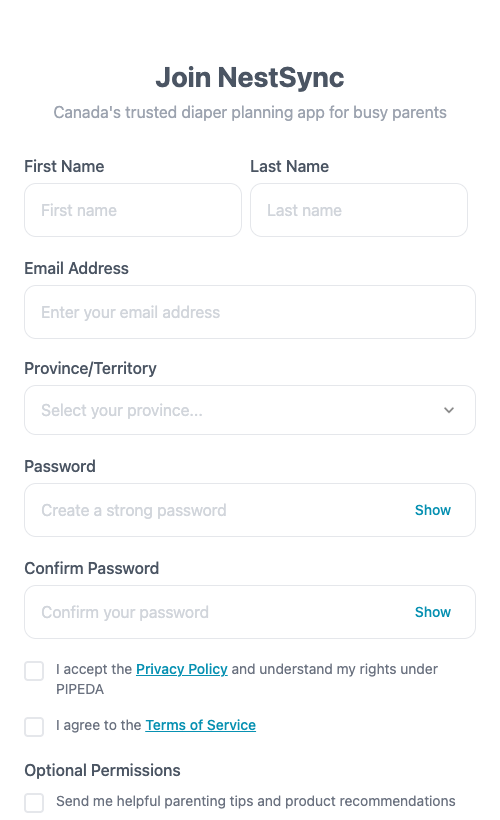 Join NestSync
Canada's trusted diaper planning app for busy parents
First Name Last Name
First name Last name
Email Address
Enter your email address
Province/Territory
Select your province...
Password
Create a strong password Show
Confirm Password
Confirm your password Show
I accept the Privacy Policy and understand my rights under
PIPEDA
I agree to the Terms of Service
Optional Permissions
Send me helpful parenting tips and product recommendations